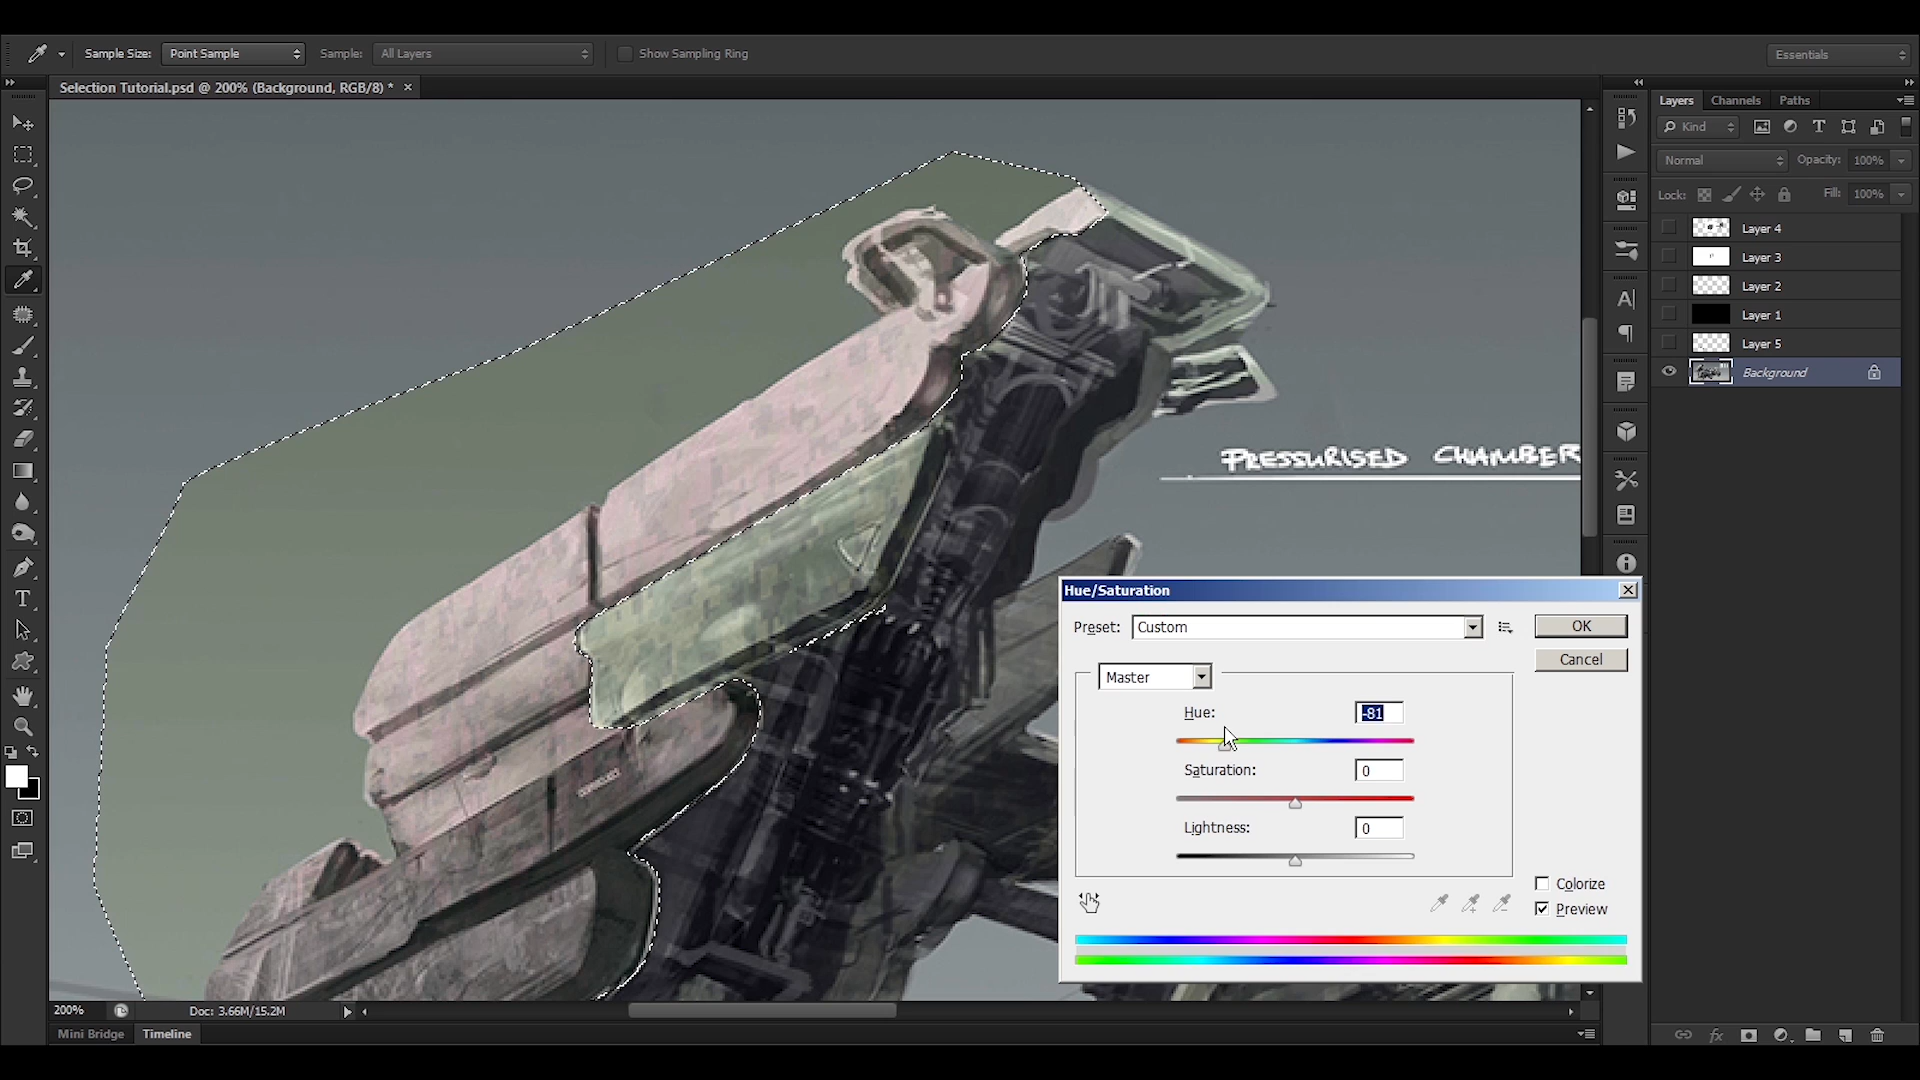 Sample Size: Point Sample Sample: All Layers Show Sampling Ring Essentials
Selection Tutorial.psd @ 200% (Background, RGB/8) * ×
Layers Channels Paths
Kind
Normal Opacity: 100%
Lock: Fill: 100%
Layer 4
Layer 3
Layer 2
Layer 1
Layer 5
Background
PRESSURISED CHAMBER
Hue/Saturation
Preset: Custom OK
Cancel
Master
Hue: -81
Saturation: 0
Lightness: 0
Colorize
Preview
200% Doc: 3.66M/15.2M
Mini Bridge Timeline